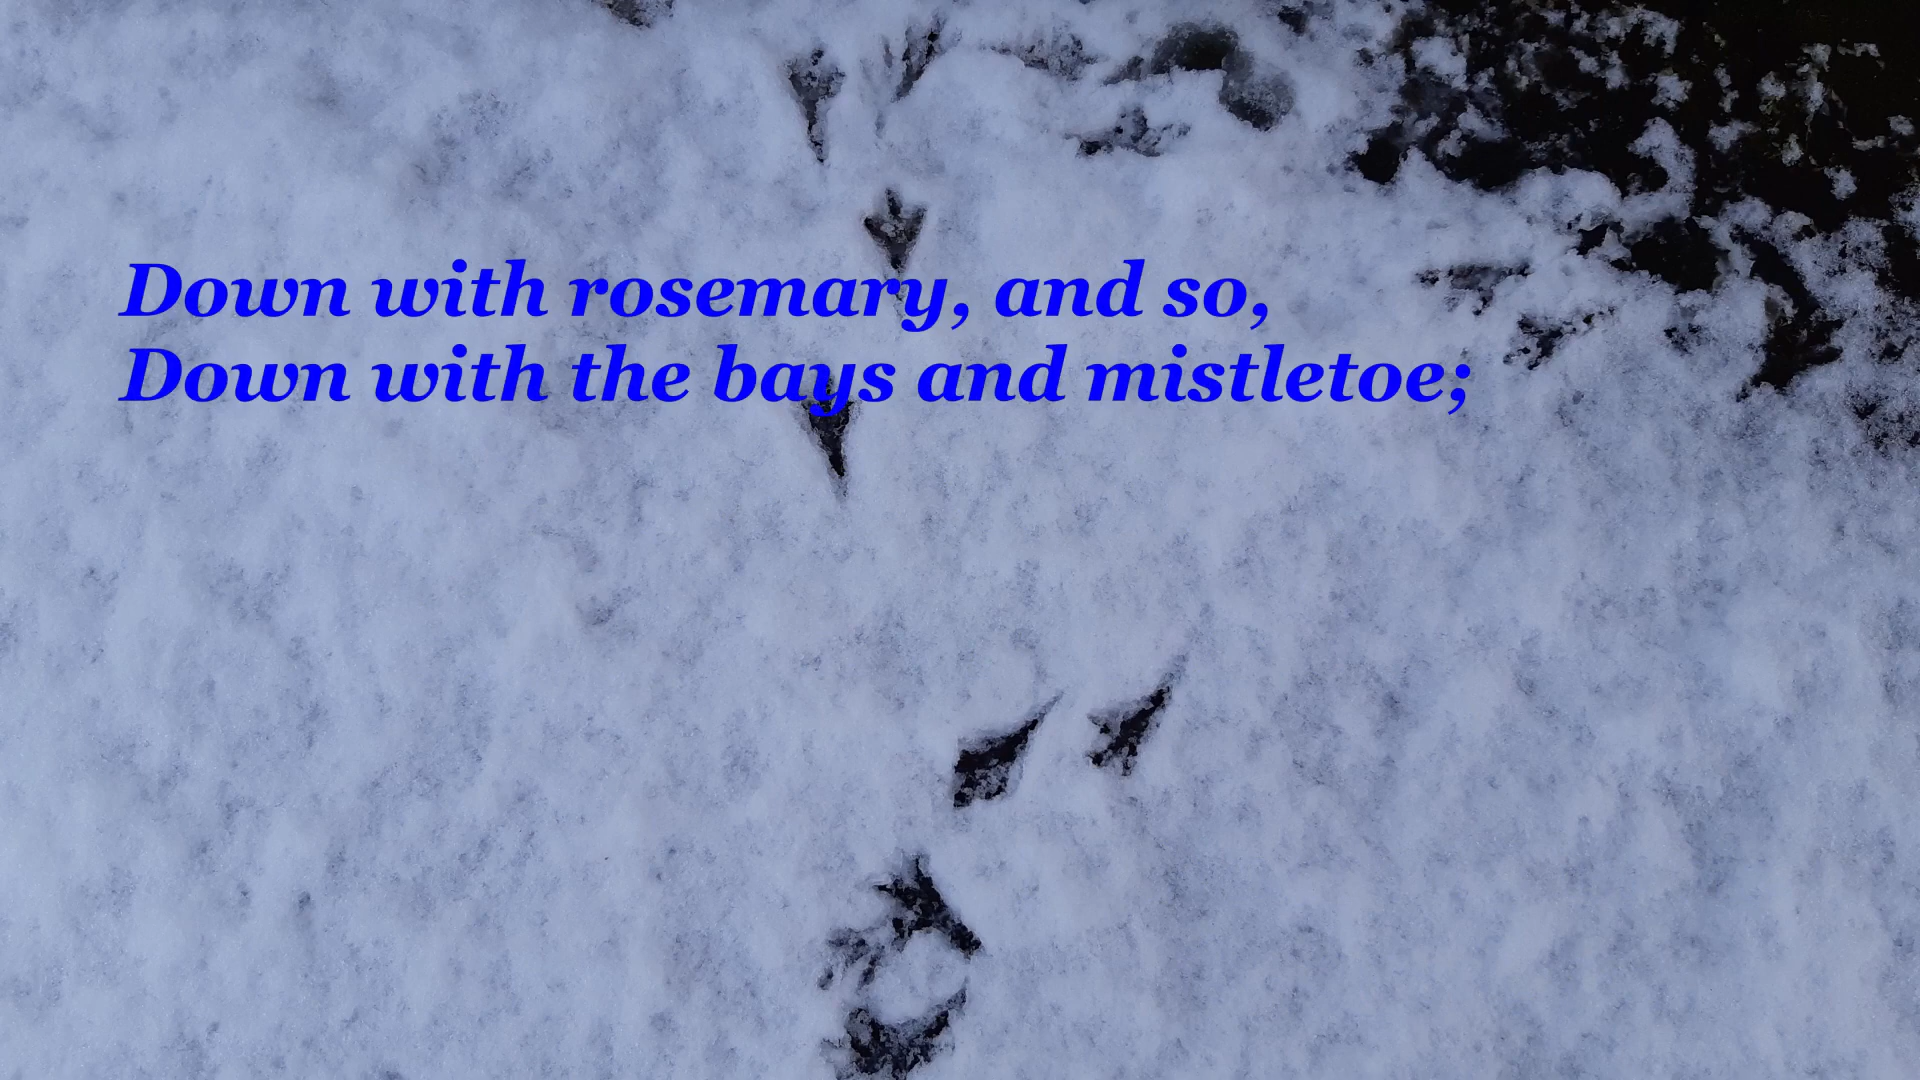 Down with rosemary, and so,
Down with the bays and mistletoe;